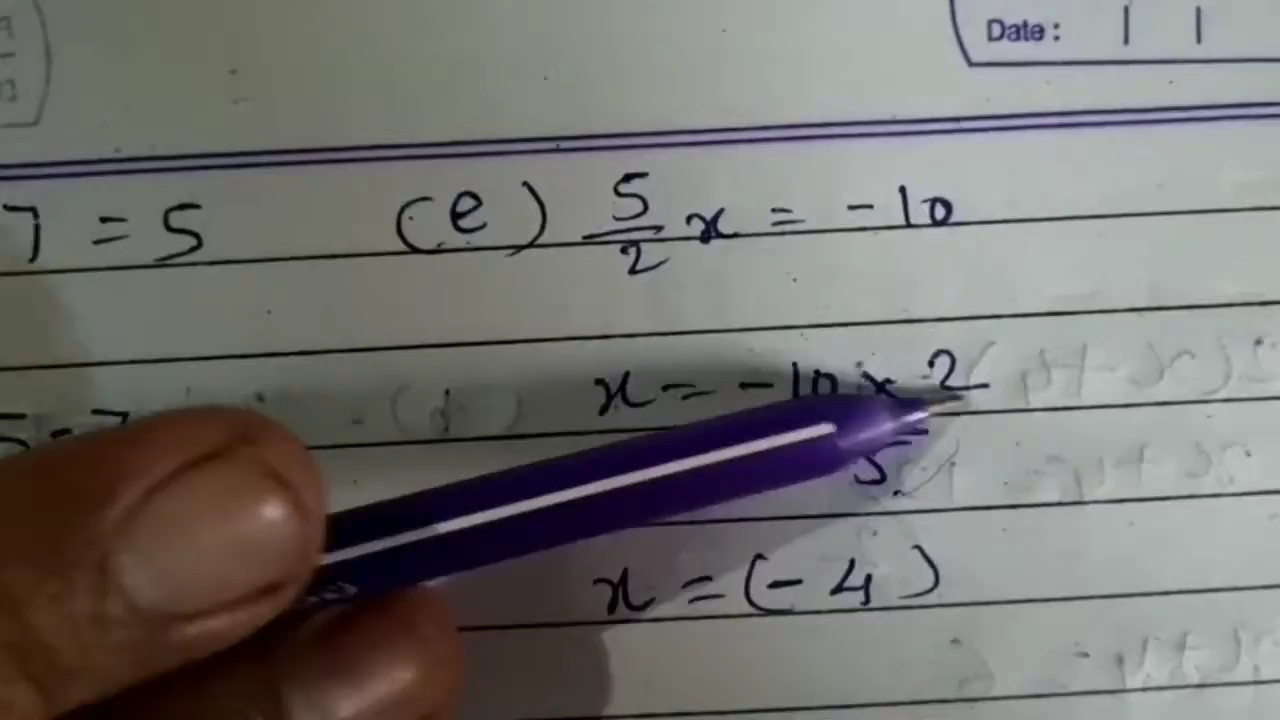 Date :
7 = 5 (e) 5/2 x = -10
x = -10 x 2
5
x = (-4)